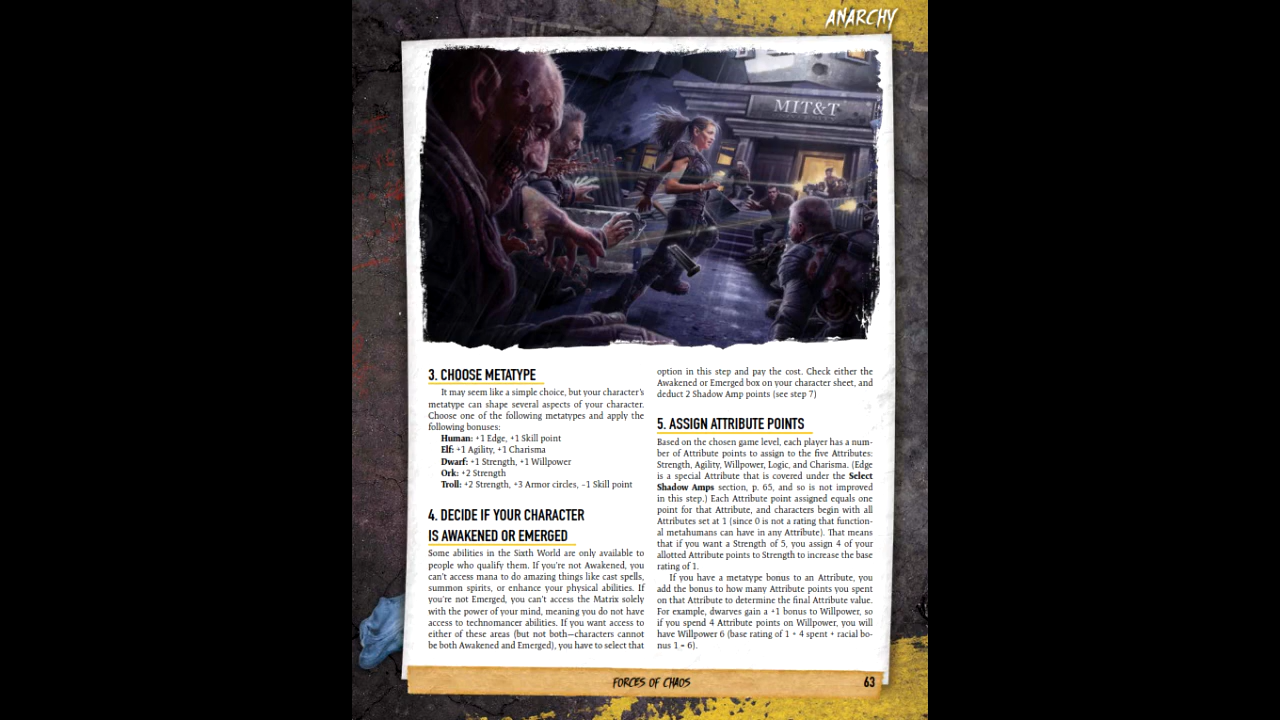 ANARCHY
MIT&T
3. CHOOSE METATYPE
It may seem like a simple choice, but your character's
metatype can shape several aspects of your character.
Choose one of the following metatypes and apply the
following bonuses:
Human: +1 Edge, +1 Skill point
Elf: +1 Agility, +1 Charisma
Dwarf: +1 Strength, +1 Willpower
Ork: +2 Strength
Troll: +2 Strength, +3 Armor circles, –1 Skill point
4. DECIDE IF YOUR CHARACTER
IS AWAKENED OR EMERGED
Some abilities in the Sixth World are only available to
people who qualify them. If you're not Awakened, you
can't access mana to do amazing things like cast spells,
summon spirits, or enhance your physical abilities. If
you're not Emerged, you can't access the Matrix solely
with the power of your mind, meaning you do not have
access to technomancer abilities. If you want access to
either of these areas (but not both—characters cannot
be both Awakened and Emerged), you have to select that
option in this step and pay the cost. Check either the
Awakened or Emerged box on your character sheet, and
deduct 2 Shadow Amp points (see step 7)
5. ASSIGN ATTRIBUTE POINTS
Based on the chosen game level, each player has a num-
ber of Attribute points to assign to the five Attributes:
Strength, Agility, Willpower, Logic, and Charisma. (Edge
is a special Attribute that is covered under the Select
Shadow Amps section, p. 65, and so is not improved
in this step.) Each Attribute point assigned equals one
point for that Attribute, and characters begin with all
Attributes set at 1 (since 0 is not a rating that function-
al metahumans can have in any Attribute). That means
that if you want a Strength of 5, you assign 4 of your
allotted Attribute points to Strength to increase the base
rating of 1.
If you have a metatype bonus to an Attribute, you
add the bonus to how many Attribute points you spent
on that Attribute to determine the final Attribute value.
For example, dwarves gain a +1 bonus to Willpower, so
if you spend 4 Attribute points on Willpower, you will
have Willpower 6 (base rating of 1 + 4 spent + racial bo-
nus 1 = 6).
FORCES OF CHAOS
63